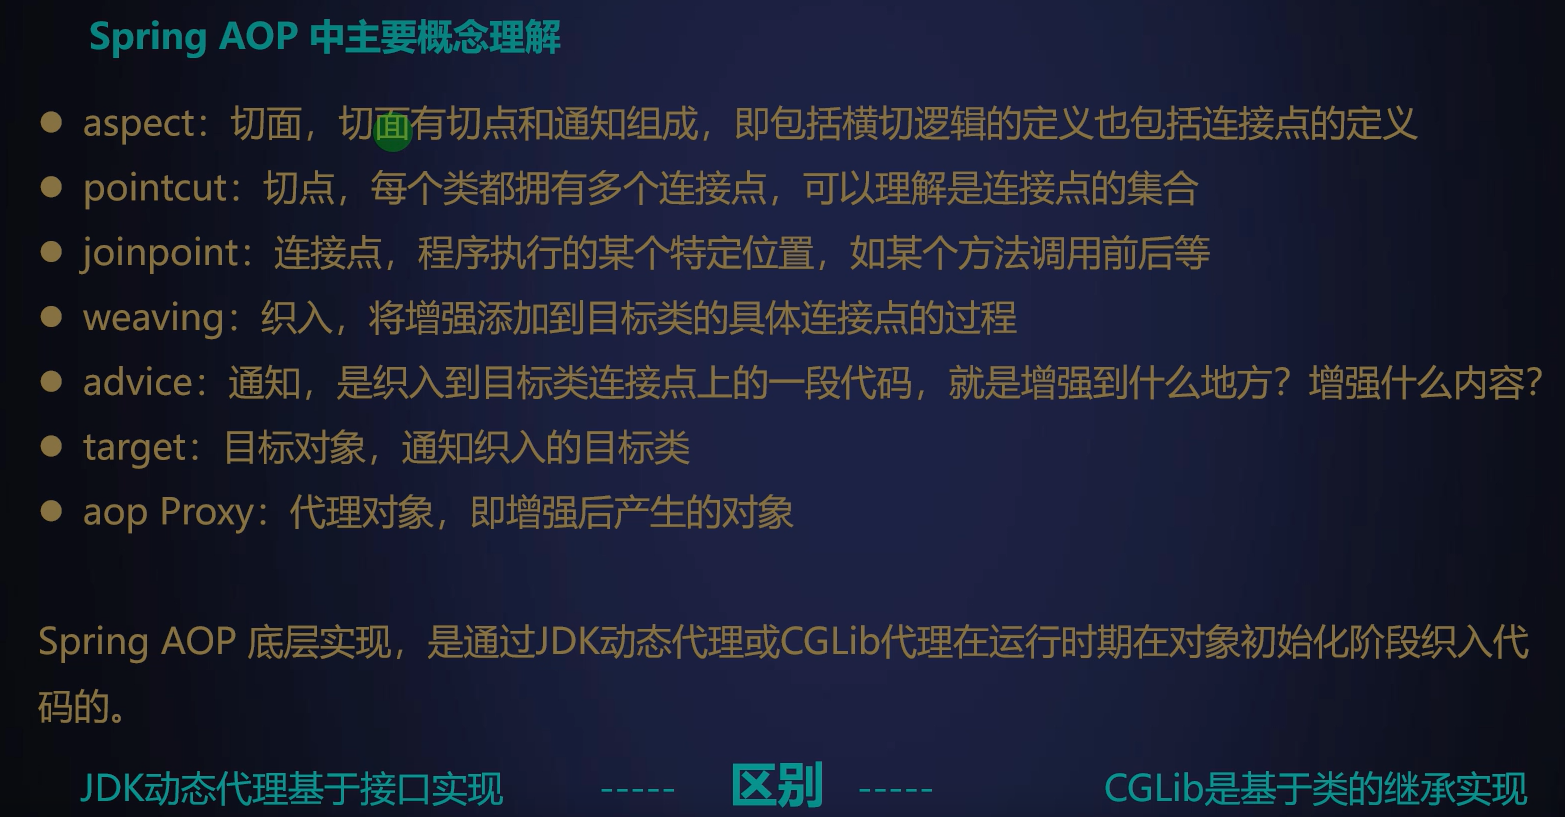 Spring AOP 中主要概念理解
● aspect：切面，切面有切点和通知组成，即包括横切逻辑的定义也包括连接点的定义
● pointcut：切点，每个类都拥有多个连接点，可以理解是连接点的集合
● joinpoint：连接点，程序执行的某个特定位置，如某个方法调用前后等
● weaving：织入，将增强添加到目标类的具体连接点的过程
● advice：通知，是织入到目标类连接点上的一段代码，就是增强到什么地方？增强什么内容？
● target：目标对象，通知织入的目标类
● aop Proxy：代理对象，即增强后产生的对象
Spring AOP 底层实现，是通过JDK动态代理或CGLib代理在运行时期在对象初始化阶段织入代
码的。
JDK动态代理基于接口实现 ----- 区别 ----- CGLib是基于类的继承实现